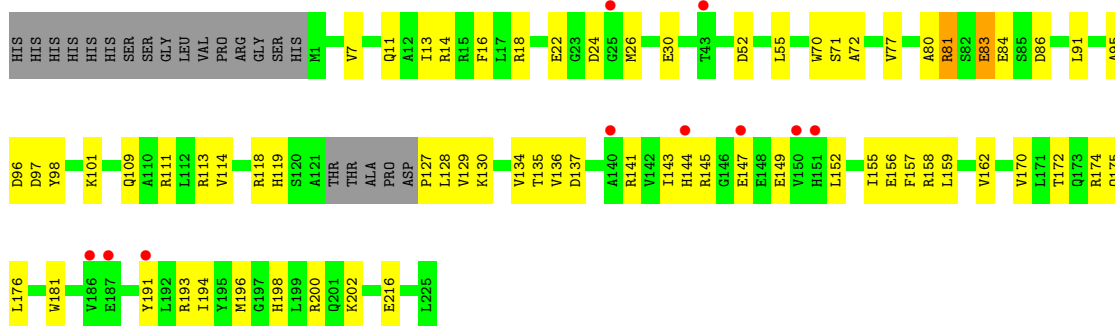 HIS HIS HIS HIS HIS HIS SER SER GLY LEU VAL PRO ARG GLY SER HIS M1 V7 Q11 A12 I13 R14 R15 F16 L17 R18 E22 G23 D24 G25 M26 E30 T43 D52 L55 W70 S71 A72 V77 A80 R81 S82 E83 E84 S85 D86 L91 A95
D96 D97 Y98 K101 Q109 A110 R111 L112 R113 V114 R118 H119 S120 A121 THR THR ALA PRO ASP P127 L128 V129 K130 V134 T135 V136 D137 A140 R141 V142 I143 H144 R145 G146 E147 E148 E149 V150 H151 L152 I155 E156 F157 R158 L159 V162 V170 L171 T172 Q173 R174
L176 W181 V186 E187 Y191 L192 R193 I194 Y195 M196 G197 H198 L199 R200 Q201 K202 E216 L225